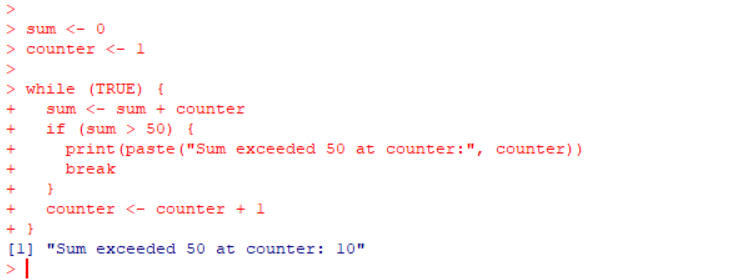 >
> sum <- 0
> counter <- 1
>
> while (TRUE) {
+   sum <- sum + counter
+   if (sum > 50) {
+     print(paste("Sum exceeded 50 at counter:", counter))
+     break
+   }
+   counter <- counter + 1
+ }
[1] "Sum exceeded 50 at counter: 10"
>